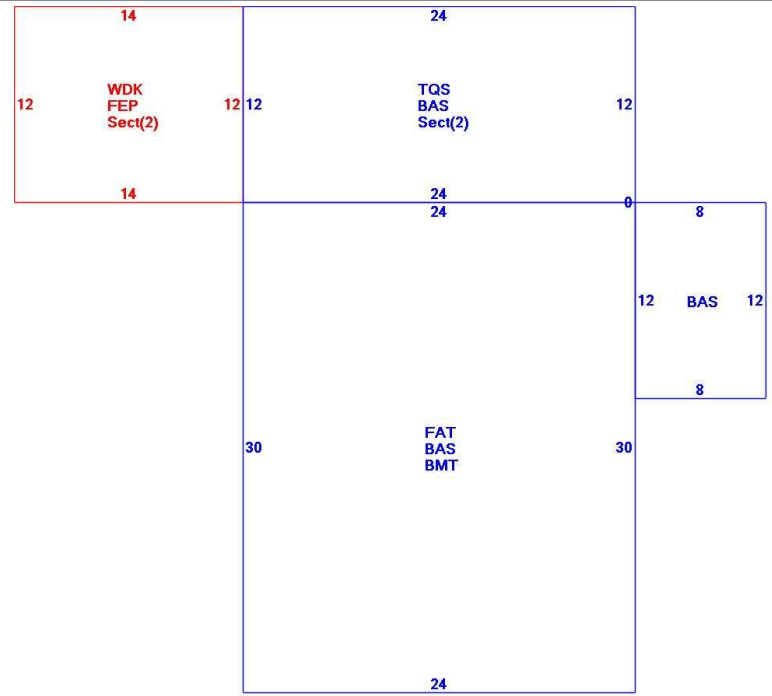 14
24
WDK
FEP
Sect(2)
12
12
12
TQS
BAS
Sect(2)
12
14
24
0
24
8
12
BAS
12
8
30
FAT
BAS
BMT
30
24